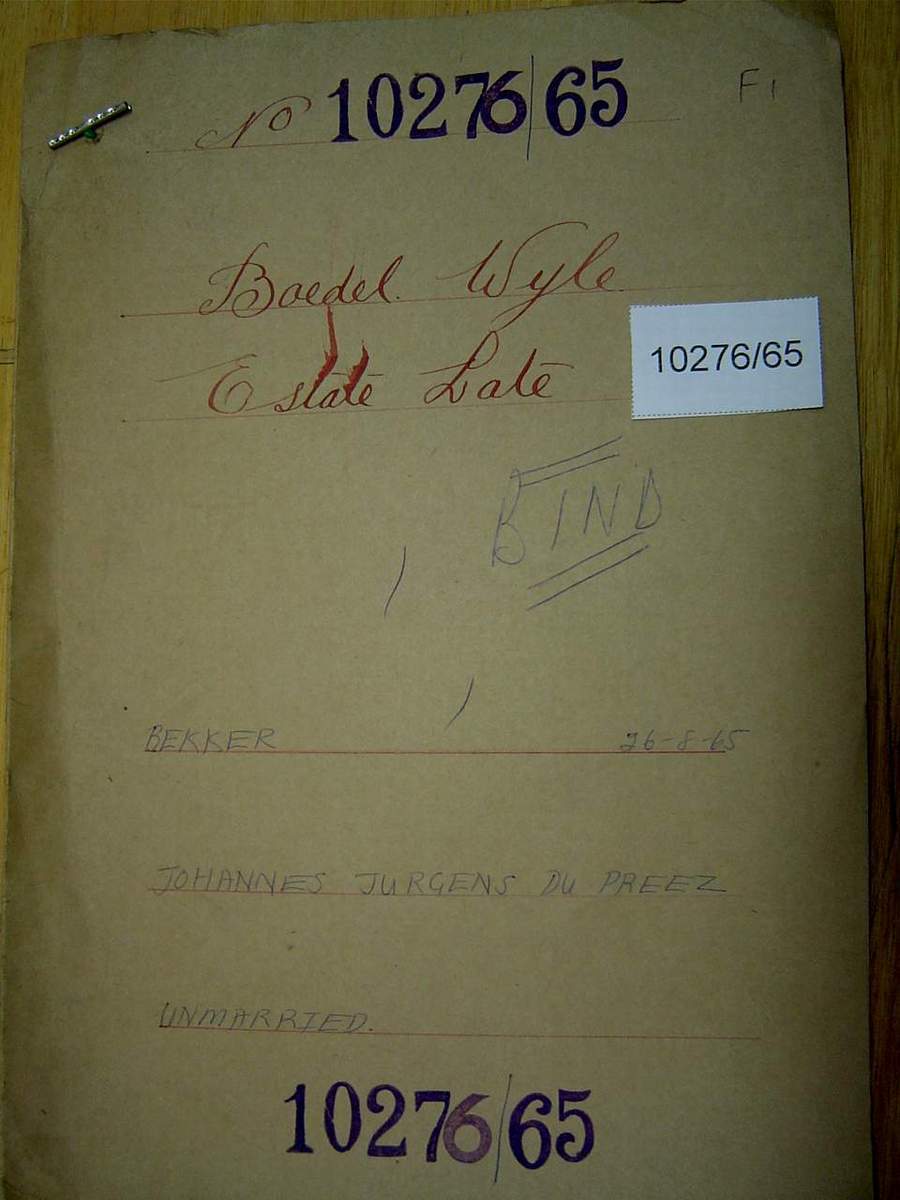 No 10276/65 F1
Boedel Wyle
Estate Late
10276/65
BIND
BEKKER 26-8-65
JOHANNES JURGENS DU PREEZ
UNMARRIED.
10276/65